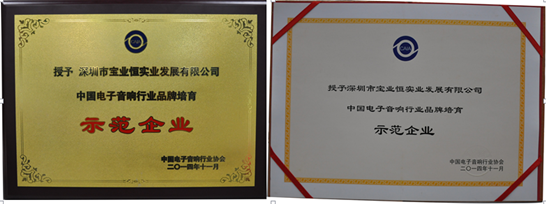 授予 深圳市宝业恒实业发展有限公司
中国电子音响行业品牌培育
示范企业
中国电子音响行业协会
二〇一四年十一月
授予深圳市宝业恒实业发展有限公司
中国电子音响行业品牌培育
示范企业
中国电子音响行业协会
二〇一四年十一月